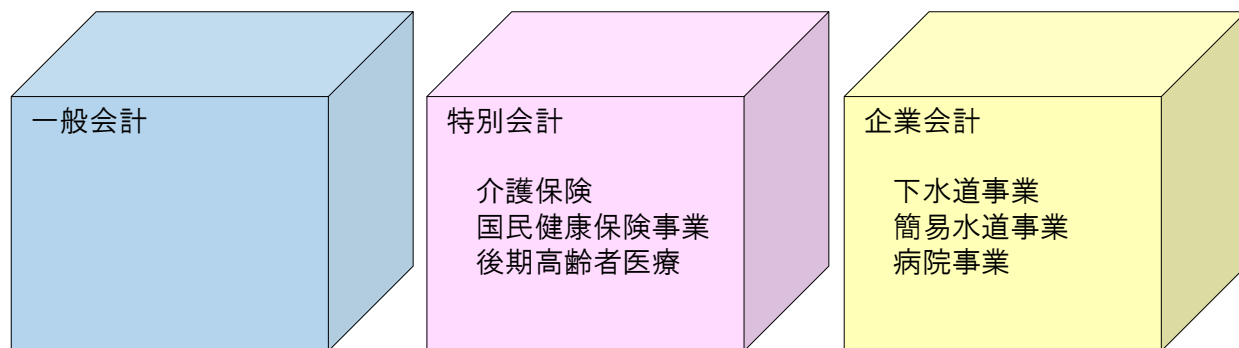 一般会計
特別会計
介護保険
国民健康保険事業
後期高齢者医療
企業会計
下水道事業
簡易水道事業
病院事業